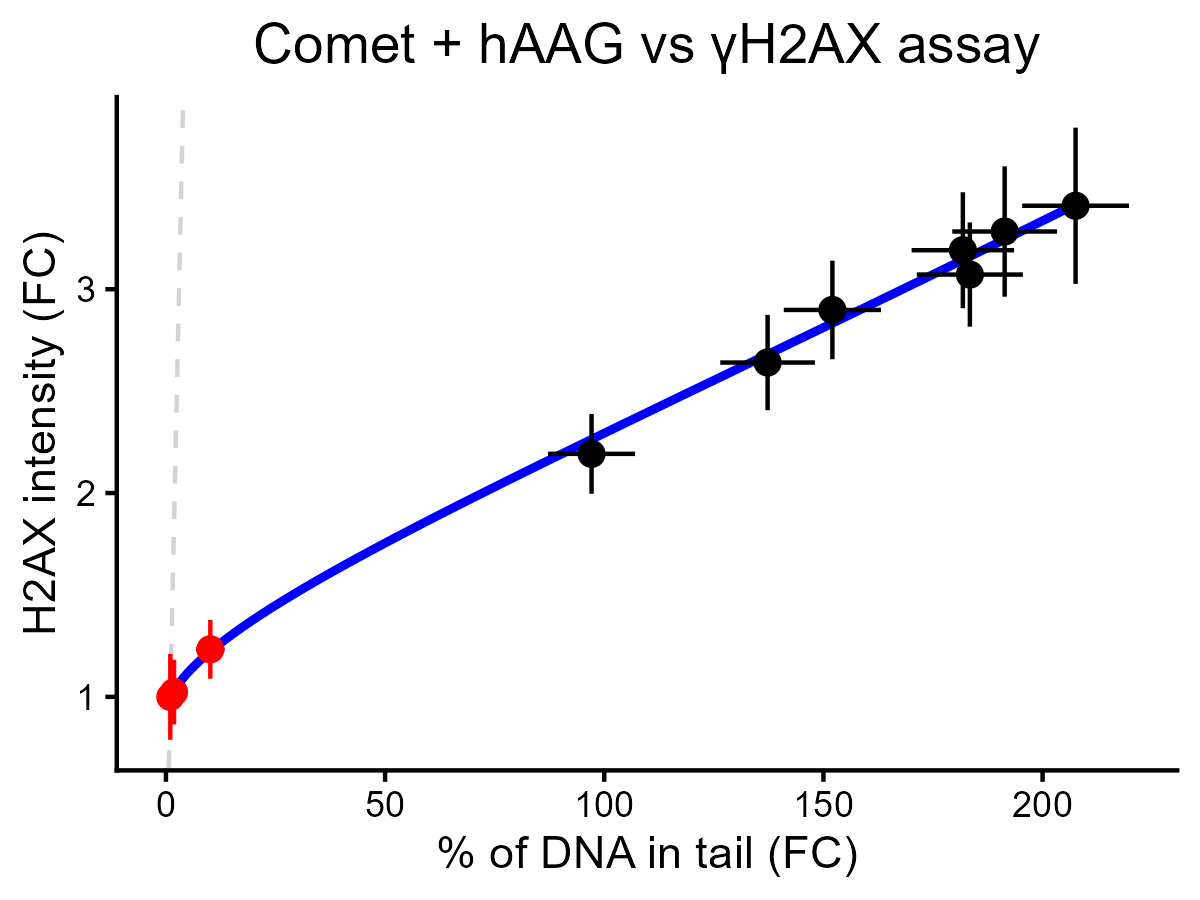 Comet + hAAG vs γH2AX assay
H2AX intensity (FC)
3
2
1
0 50 100 150 200
% of DNA in tail (FC)